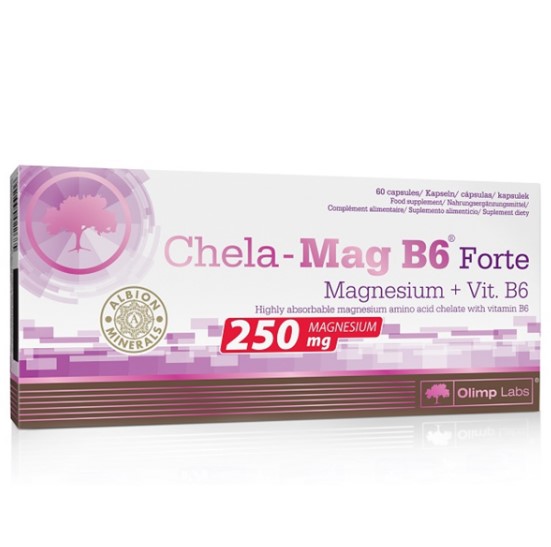 60 capsules/ Kapseln/ cápsulas/ kapsułek
Food supplement/ Nahrungsergänzungsmittel/
Complément alimentaire/ Suplemento alimenticio/ Suplement diety
Chela-Mag B6® Forte
Magnesium + Vit. B6
Highly absorbable magnesium amino acid chelate with vitamin B6
ALBION
MINERALS
250 MAGNESIUM
mg
Olimp Labs®